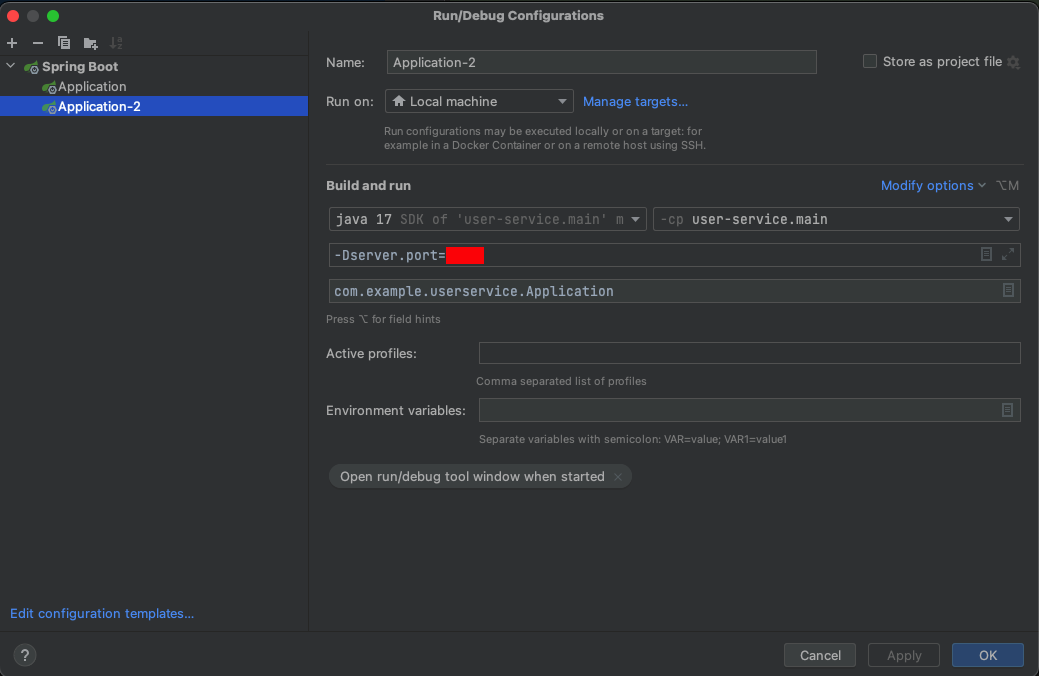 Run/Debug Configurations
Spring Boot
Application
Application-2
Edit configuration templates...
Name: Application-2 Store as project file
Run on: Local machine Manage targets...
Run configurations may be executed locally or on a target: for
example in a Docker Container or on a remote host using SSH.
Build and run Modify options ⌥M
java 17 SDK of 'user-service.main' m -cp user-service.main
-Dserver.port=
com.example.userservice.Application
Press ⌥ for field hints
Active profiles:
Comma separated list of profiles
Environment variables:
Separate variables with semicolon: VAR=value; VAR1=value1
Open run/debug tool window when started ×
? Cancel Apply OK